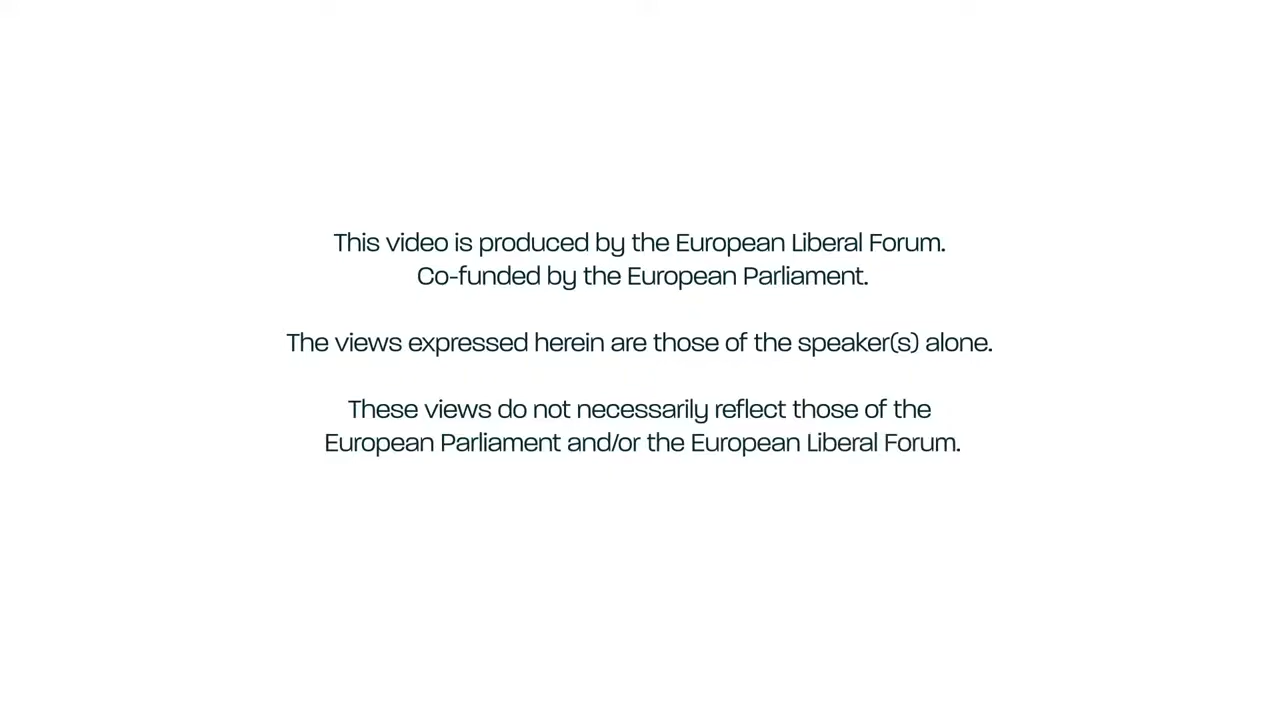 This video is produced by the European Liberal Forum.
Co-funded by the European Parliament.
The views expressed herein are those of the speaker(s) alone.
These views do not necessarily reflect those of the
European Parliament and/or the European Liberal Forum.